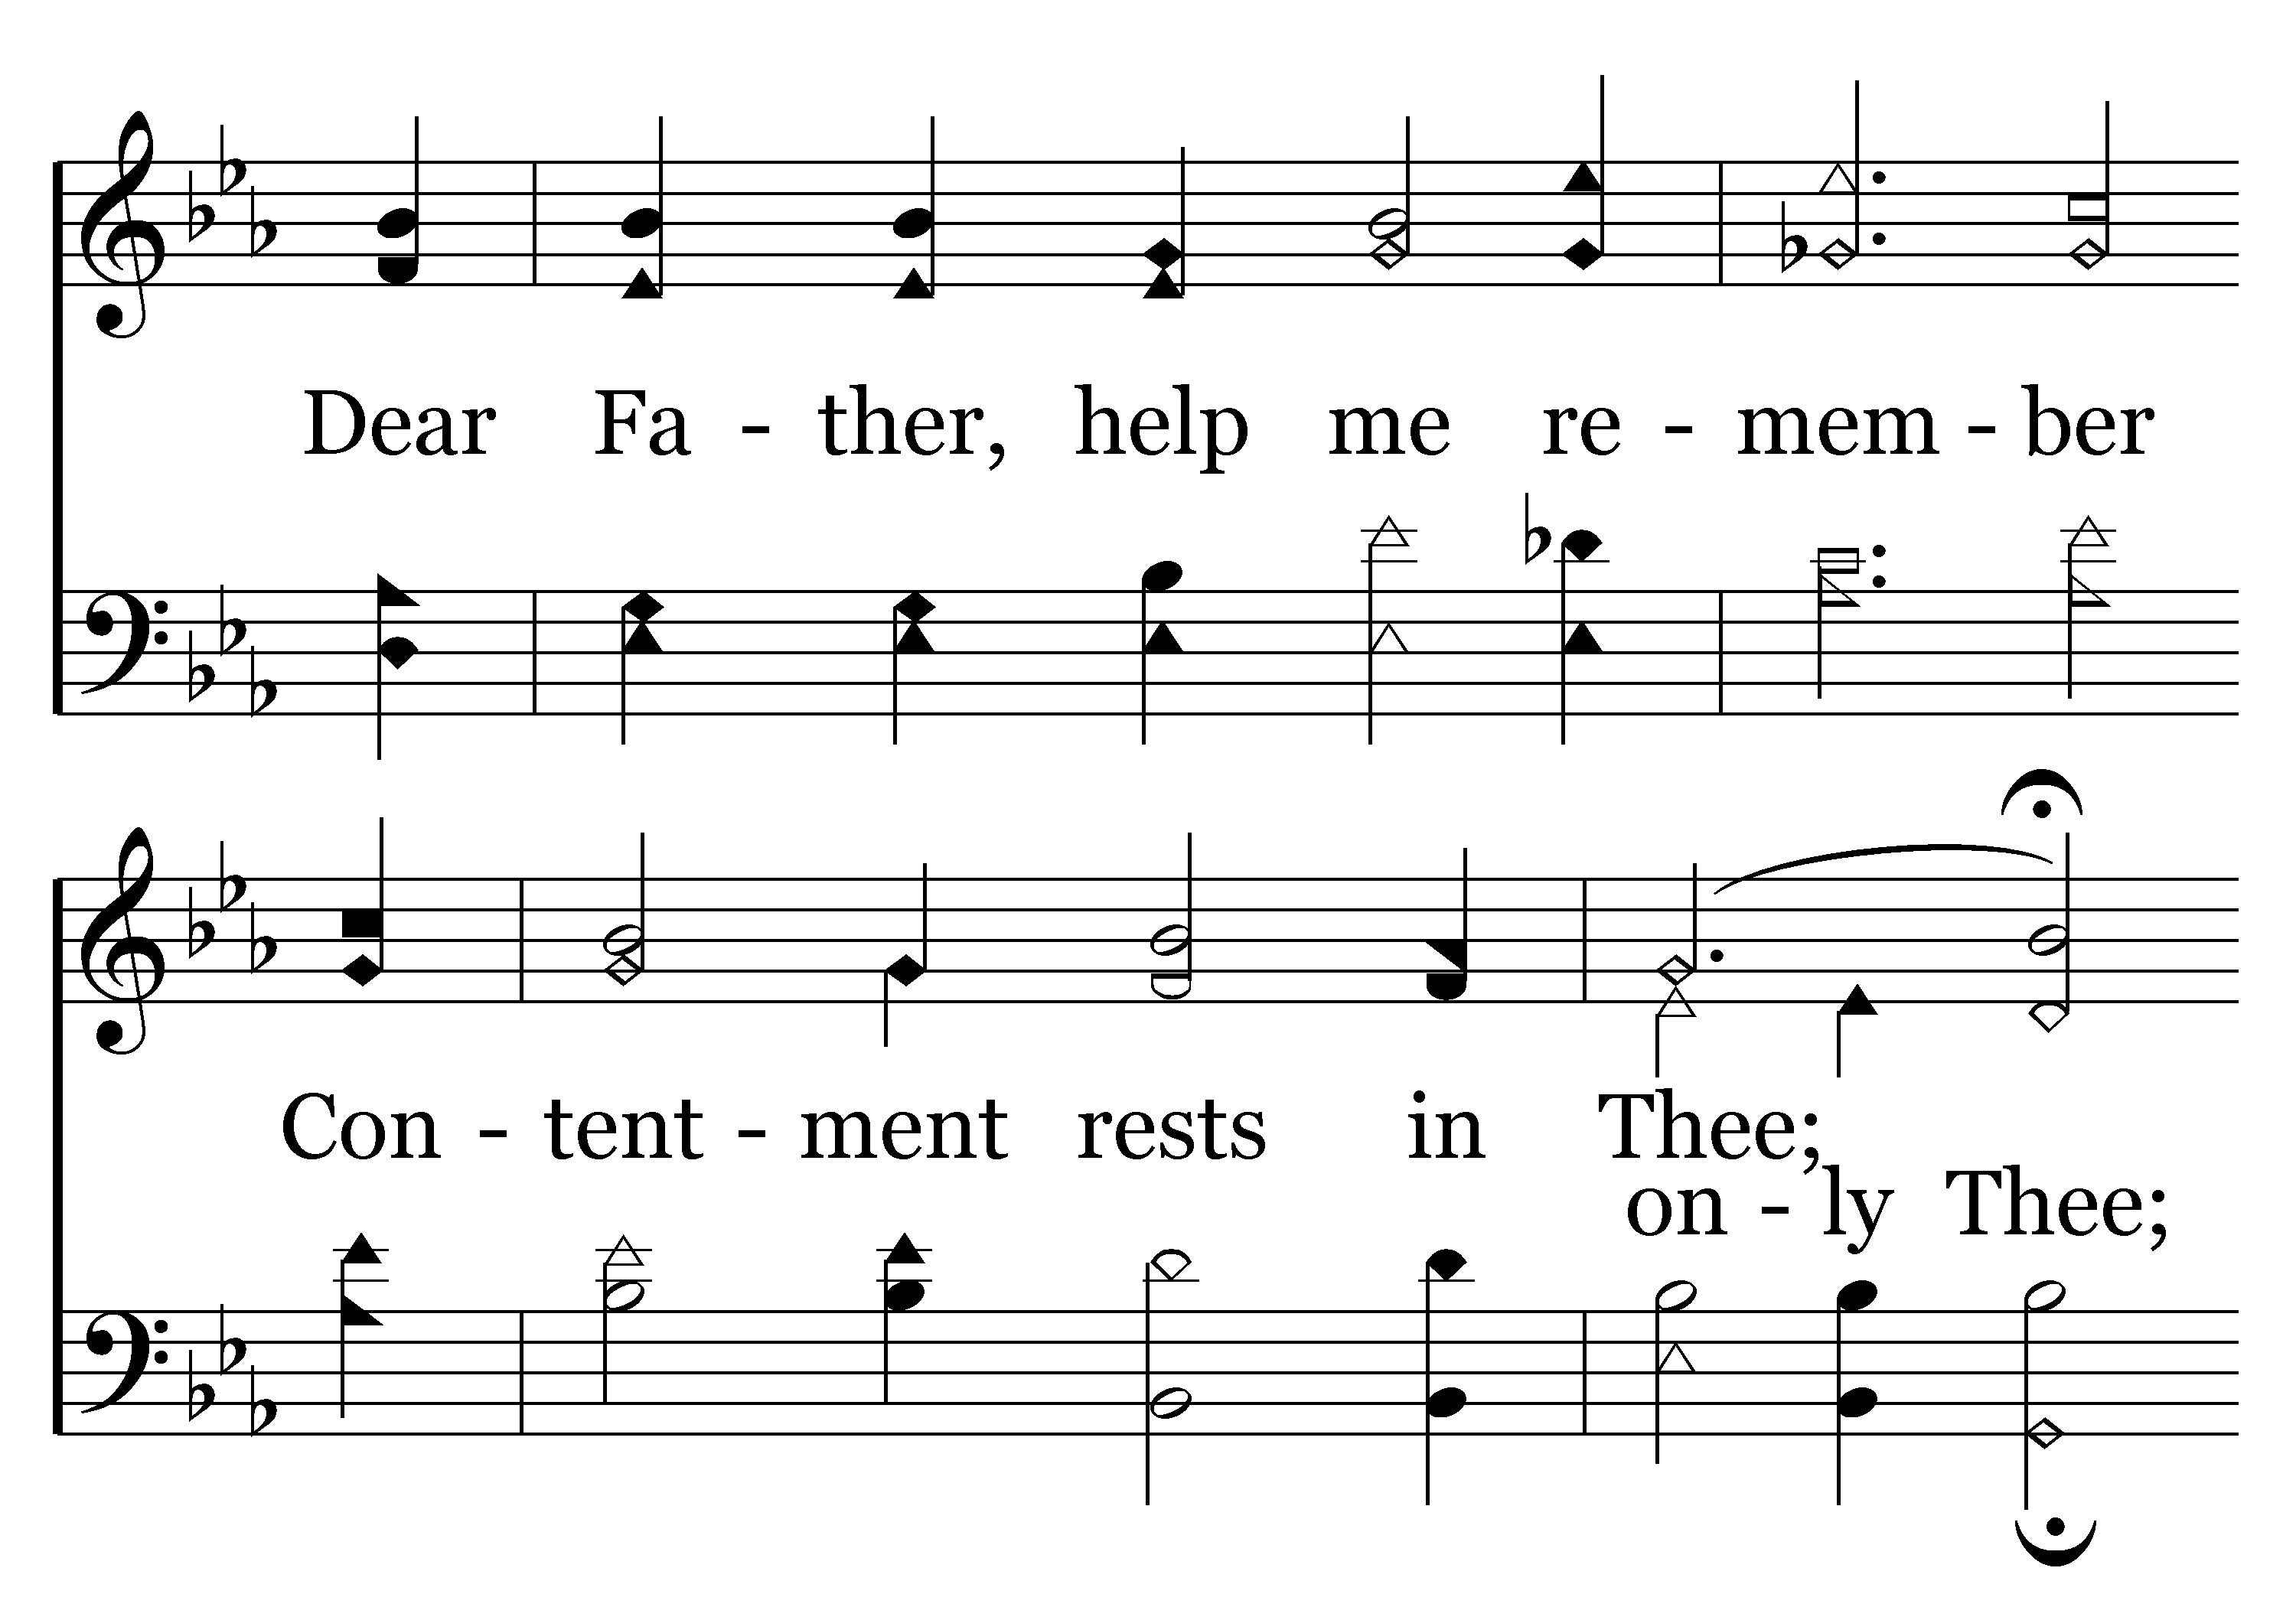 Dear Fa - ther, help me re - mem - ber
Con - tent - ment rests in Thee;
on - ly Thee;